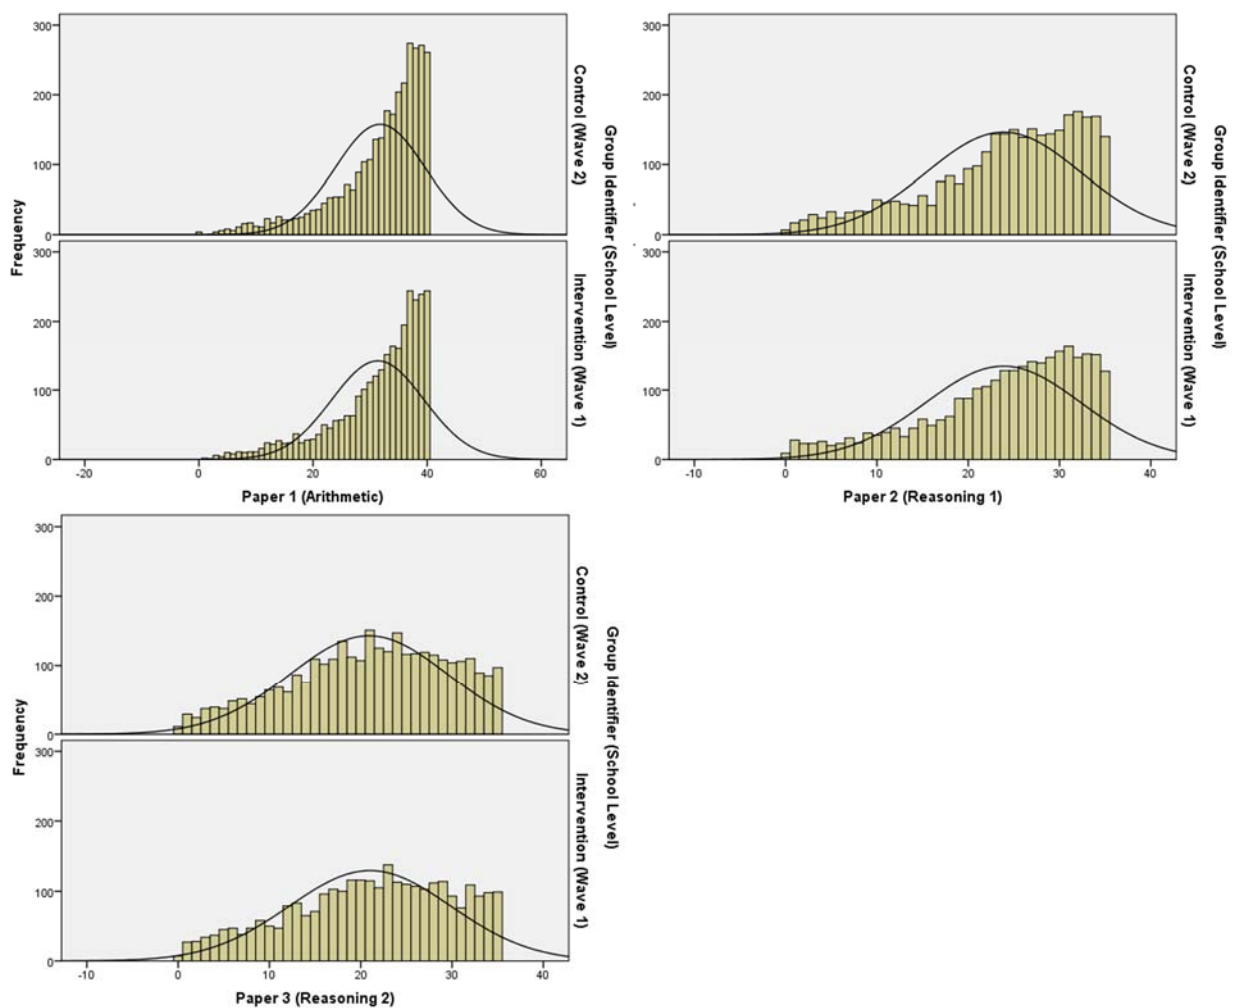 Frequency
300
200
100
0
Control (Wave 2)
300
200
100
0
Intervention (Wave 1)
Group Identifier (School Level)
-20
0
20
40
60
Paper 1 (Arithmetic)
300
200
100
0
Control (Wave 2)
300
200
100
0
Intervention (Wave 1)
Group Identifier (School Level)
-10
0
10
20
30
40
Paper 2 (Reasoning 1)
Frequency
300
200
100
0
Control (Wave 2)
300
200
100
0
Intervention (Wave 1)
Group Identifier (School Level)
-10
0
10
20
30
40
Paper 3 (Reasoning 2)